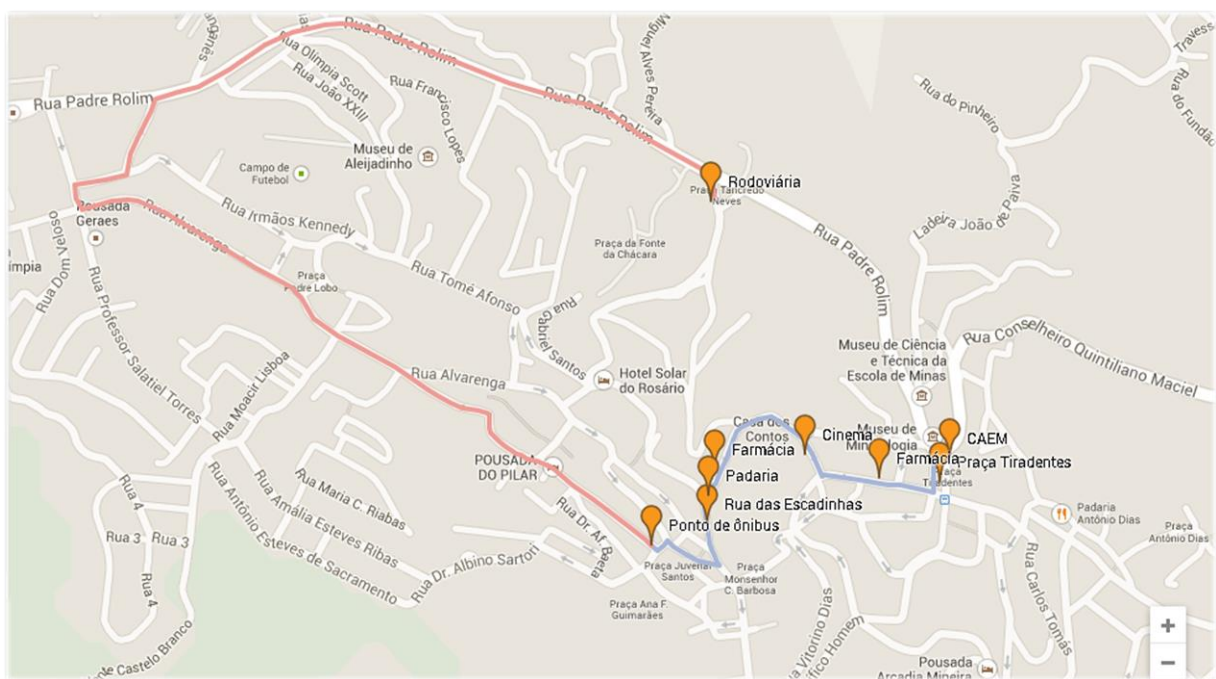 Rua Padre Rolim
Rua Padre Rolim
Rua Olimpia Scott
Rua João XXIII
Rua Francisco Lopes
Rua Padre Rolim
Miguel Alves Pereira
Travess
Rua do Pinheiro
Rua do Fundão
Museu de
Aleijadinho
Campo de
Futebol
Rodoviária
Praça Tancredo
Neves
Ladeira João de Paiva
Pousada
Geraes
Rua Alvarenga
Rua Irmãos Kennedy
Praça da Fonte
da Chácara
Rua Padre Rolim
Rua Dom Veloso
Praça
Padre Lobo
Rua Tomé Afonso
Rua
Gabriel Santos
Rua Professor Salatiel Torres
Rua Conselheiro Quintiliano Maciel
Museu de Ciência
e Técnica da
Escola de Minas
Rua Alvarenga
Hotel Solar
do Rosário
Rua Moacir Lisboa
Casa dos
Contos
Cinema
Farmácia
Museu de
CAEM
Farmácia
Praça Tiradentes
Praça
Tiradentes
POUSADA
DO PILAR
Padaria
Rua das Escadinhas
Ponto de ônibus
Rua Maria C. Riabas
Rua Amália Esteves Ribas
Rua Antônio Esteves de Sacramento
Rua 4
Rua 3
Rua 3
Rua 4
Rua Dr. Albino Sartori
Rua Dr. Af. Baeta
Praça Juvenal
Santos
Praça
Monsenhor
C. Barbosa
Praça Ana F.
Guimarães
Padaria
Antônio Dias
Praça
Antônio Dias
Rua Carlos Tomás
Vitorino Dias
ífico Homem
Castelo Branco
Pousada
Arcadia Mineira
+
−